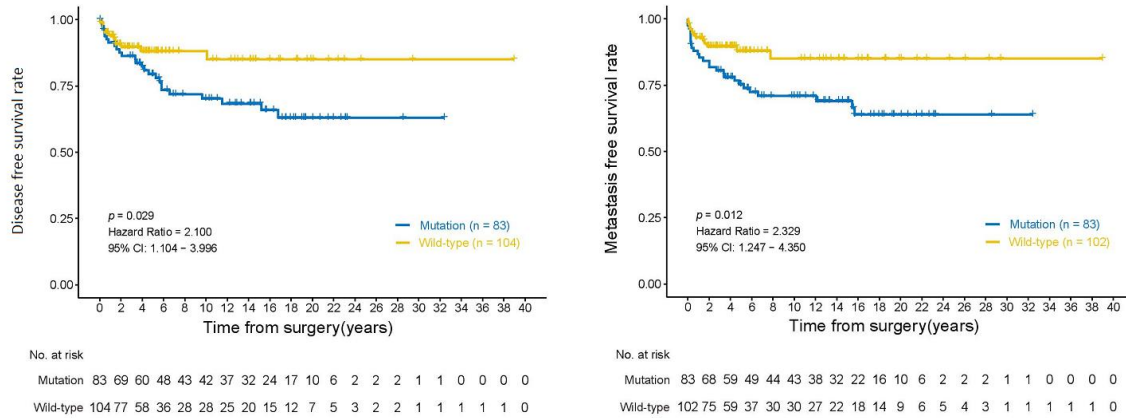 Disease free survival rate
1.00
0.75
0.50
0.25
0.00
p = 0.029
Hazard Ratio = 2.100
95% CI: 1.104 – 3.996
Mutation (n = 83)
Wild-type (n = 104)
0 2 4 6 8 10 12 14 16 18 20 22 24 26 28 30 32 34 36 38 40
Time from surgery(years)
No. at risk
Mutation 83 69 60 48 43 42 37 32 24 17 10 6 2 2 2 1 1 0 0 0 0
Wild-type 104 77 58 36 28 28 25 20 15 12 7 5 3 2 2 1 1 1 1 1 0
Metastasis free survival rate
1.00
0.75
0.50
0.25
0.00
p = 0.012
Hazard Ratio = 2.329
95% CI: 1.247 – 4.350
Mutation (n = 83)
Wild-type (n = 102)
0 2 4 6 8 10 12 14 16 18 20 22 24 26 28 30 32 34 36 38 40
Time from surgery(years)
No. at risk
Mutation 83 68 59 49 44 43 38 32 22 16 10 6 2 2 2 1 1 0 0 0 0
Wild-type 102 75 59 37 30 30 27 22 18 14 9 6 5 4 3 1 1 1 1 1 0